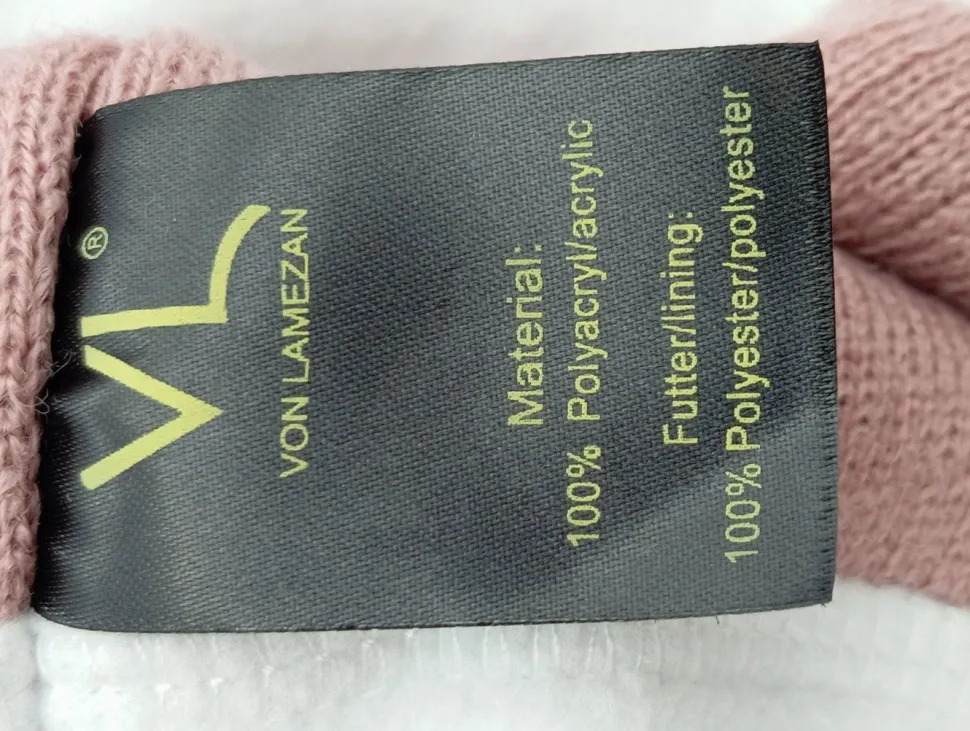 VL®
VON LAMEZAN
Material:
100% Polyacryl/acrylic
Futter/lining:
100% Polyester/polyester